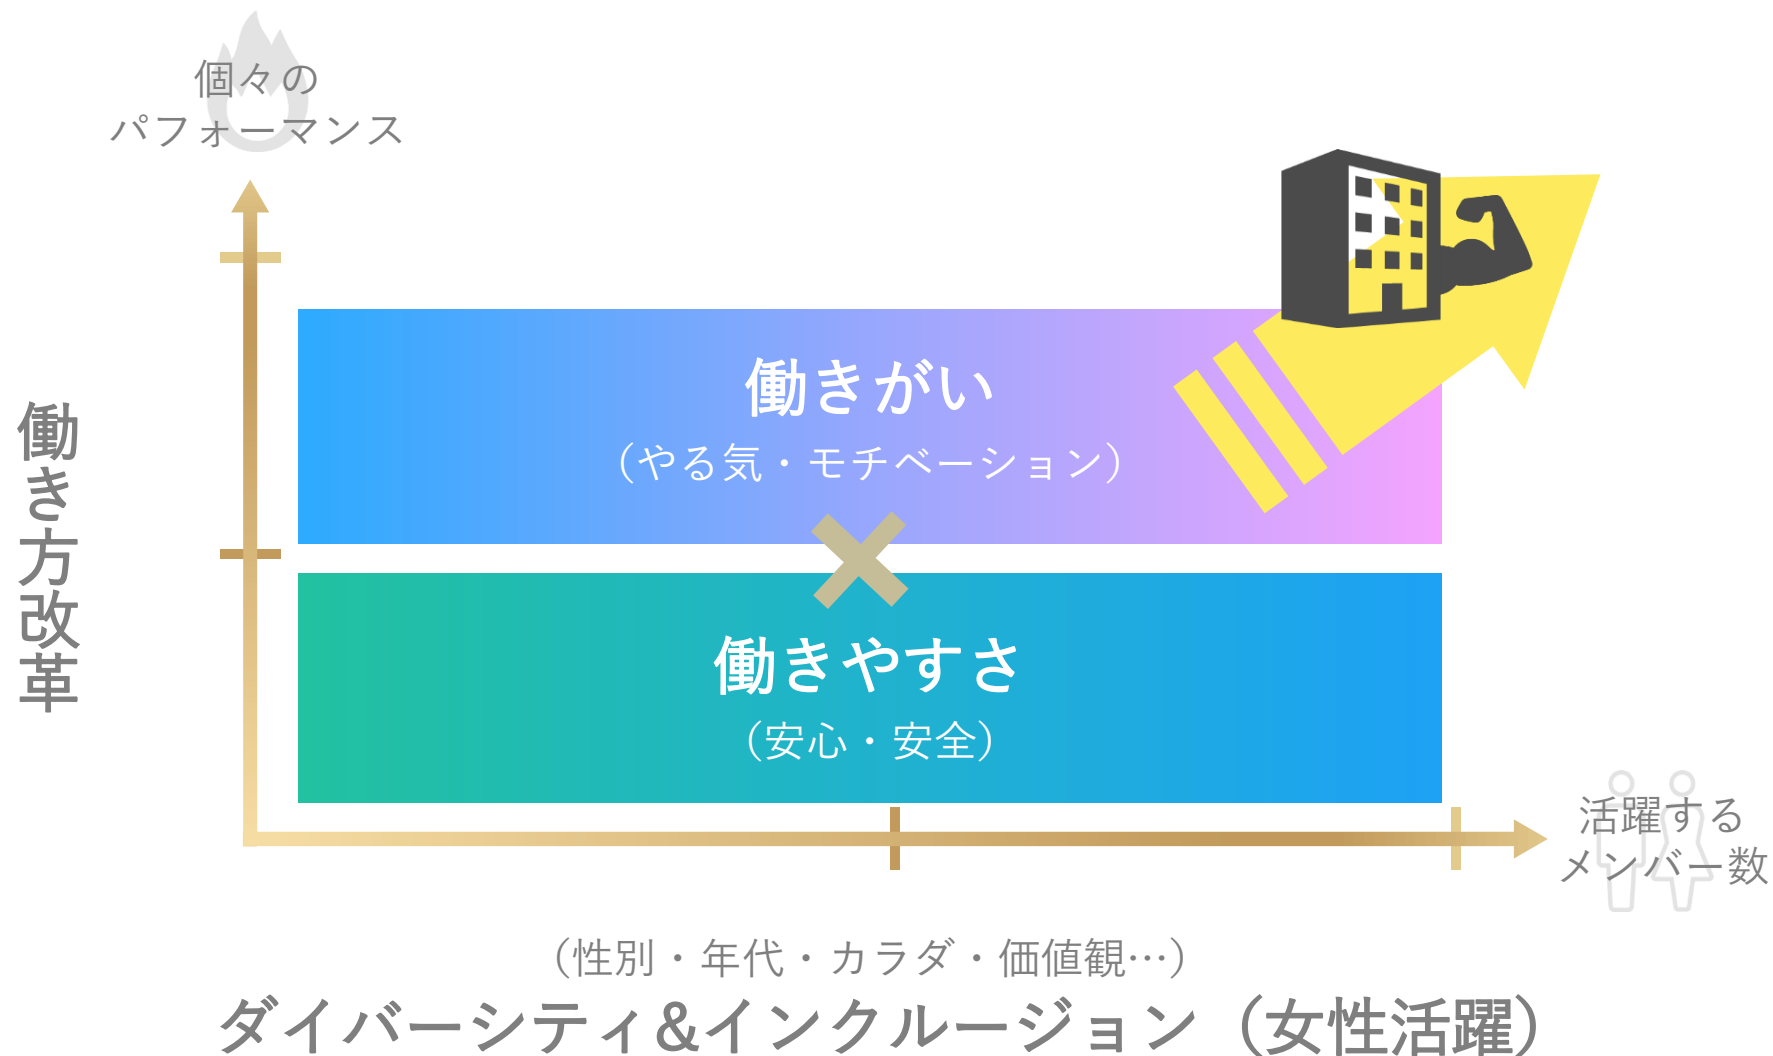 個々の
パフォーマンス
働き方改革
働きがい
（やる気・モチベーション）
働きやすさ
（安心・安全）
活躍する
メンバー数
（性別・年代・カラダ・価値観…）
ダイバーシティ&インクルージョン（女性活躍）